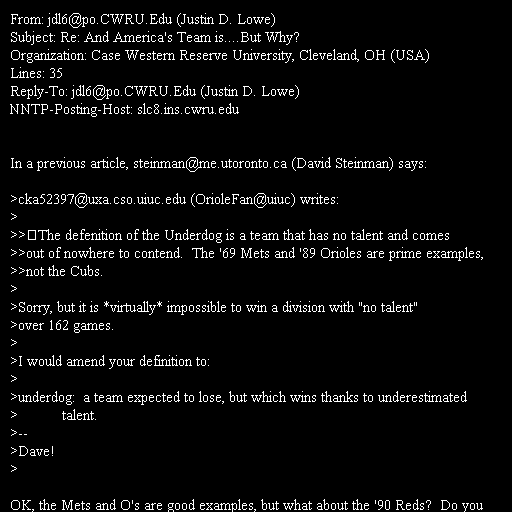 From: jdl6@po.CWRU.Edu (Justin D. Lowe)
Subject: Re: And America's Team is....But Why?
Organization: Case Western Reserve University, Cleveland, OH (USA)
Lines: 35
Reply-To: jdl6@po.CWRU.Edu (Justin D. Lowe)
NNTP-Posting-Host: slc8.ins.cwru.edu

In a previous article, steinman@me.utoronto.ca (David Steinman) says:

>cka52397@uxa.cso.uiuc.edu (OrioleFan@uiuc) writes:
>
>>▯The defenition of the Underdog is a team that has no talent and comes
>>out of nowhere to contend.  The '69 Mets and '89 Orioles are prime examples,
>>not the Cubs.
>
>Sorry, but it is *virtually* impossible to win a division with "no talent"
>over 162 games.
>
>I would amend your definition to:
>
>underdog:  a team expected to lose, but which wins thanks to underestimated
>           talent.
>--
>Dave!
>

OK, the Mets and O's are good examples, but what about the '90 Reds?  Do you